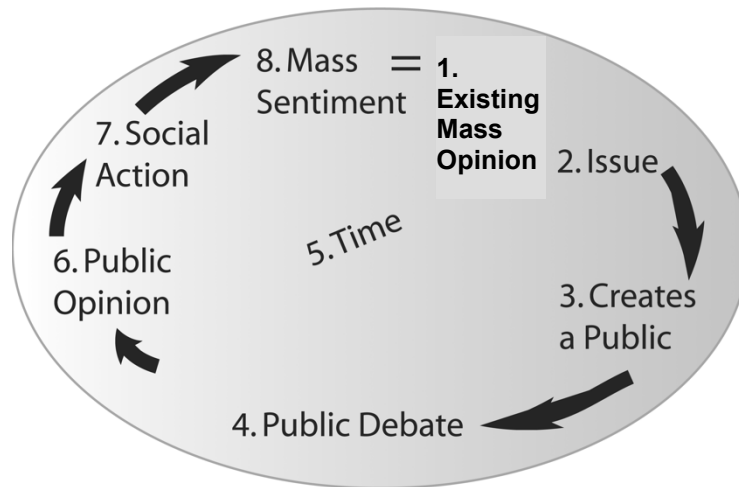 1.
Existing
Mass
Opinion
2. Issue
3. Creates
a Public
4. Public Debate
5. Time
6. Public
Opinion
7. Social
Action
8. Mass =
Sentiment